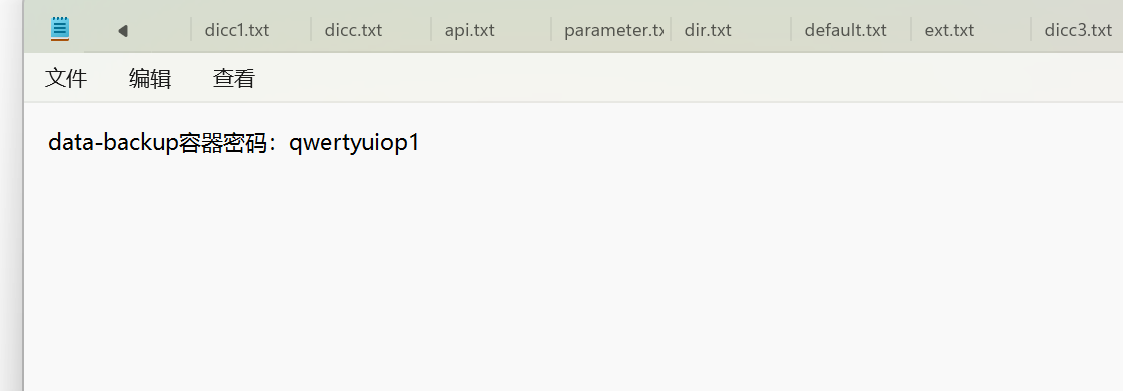 dicc1.txt dicc.txt api.txt parameter.tx dir.txt default.txt ext.txt dicc3.txt
文件 编辑 查看
data-backup容器密码：qwertyuiop1